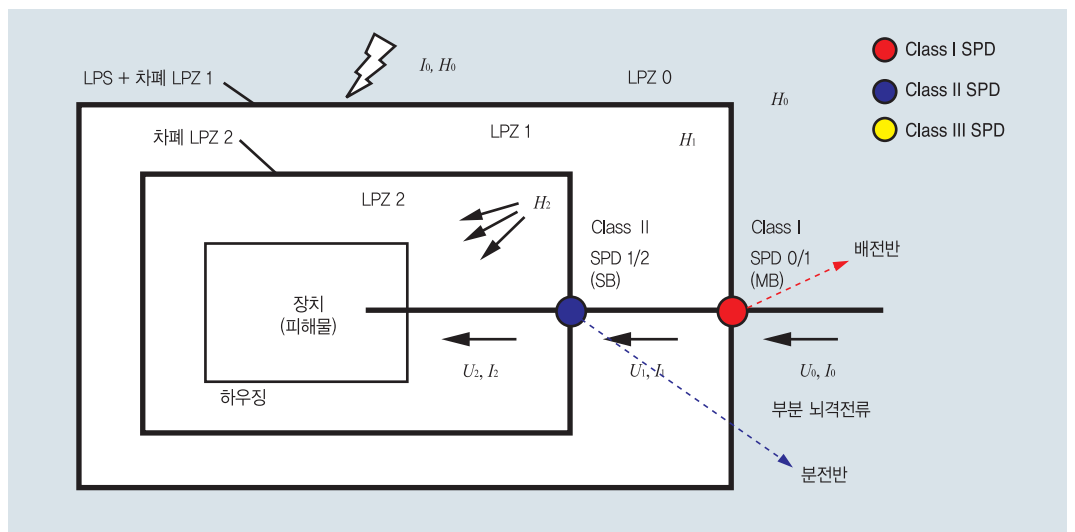 I₀, H₀
LPZ 0
H₀
Class I SPD
Class II SPD
Class III SPD
LPS + 차폐 LPZ 1
LPZ 1
H₁
차폐 LPZ 2
LPZ 2
H₂
Class II
SPD 1/2
(SB)
Class I
SPD 0/1
(MB)
배전반
장치
(피해물)
하우징
U₂, I₂
U₁, I₁
U₀, I₀
부분 뇌격전류
분전반